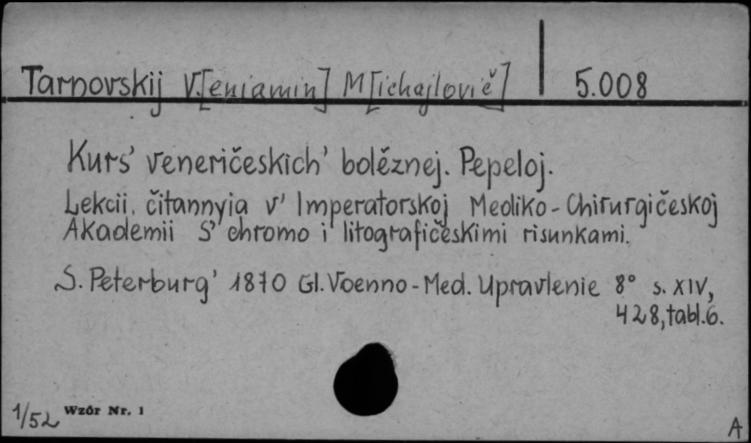 Tarnovskij V.[eniamin] M[ichajlovič] 5.008
Kurs' veneričeskich' bolěznej. Pepeloj.
Lekcii, čitannyia v' Imperatorskoj Mediko-Chirurgičeskoj
Akademii S' chromo i litografičeskimi risunkami.
S. Peterburg' 1870 Gl. Voenno-Med. Upravlenie 8° s. XIV,
428, tabl. 6.
1/52 Wzór Nr. 1
A